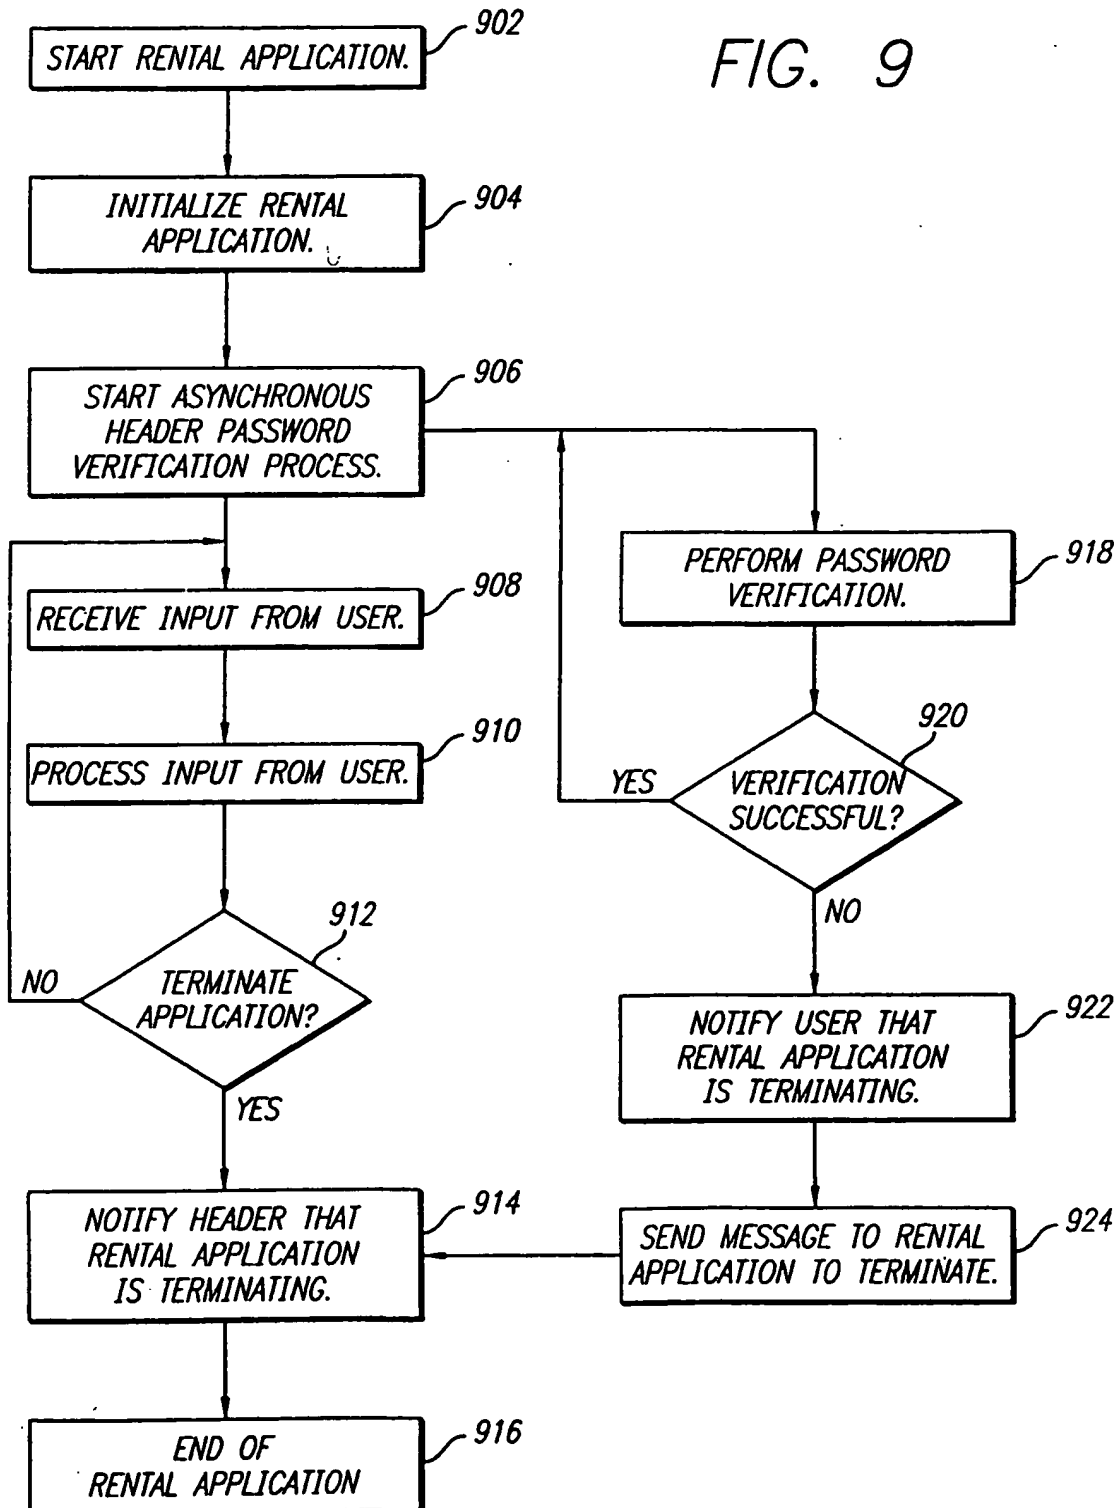 FIG. 9
902
START RENTAL APPLICATION.
904
INITIALIZE RENTAL
APPLICATION.
906
START ASYNCHRONOUS
HEADER PASSWORD
VERIFICATION PROCESS.
908
RECEIVE INPUT FROM USER.
910
PROCESS INPUT FROM USER.
912
TERMINATE
APPLICATION?
NO
YES
914
NOTIFY HEADER THAT
RENTAL APPLICATION
IS TERMINATING.
916
END OF
RENTAL APPLICATION
918
PERFORM PASSWORD
VERIFICATION.
920
VERIFICATION
SUCCESSFUL?
YES
NO
922
NOTIFY USER THAT
RENTAL APPLICATION
IS TERMINATING.
924
SEND MESSAGE TO RENTAL
APPLICATION TO TERMINATE.